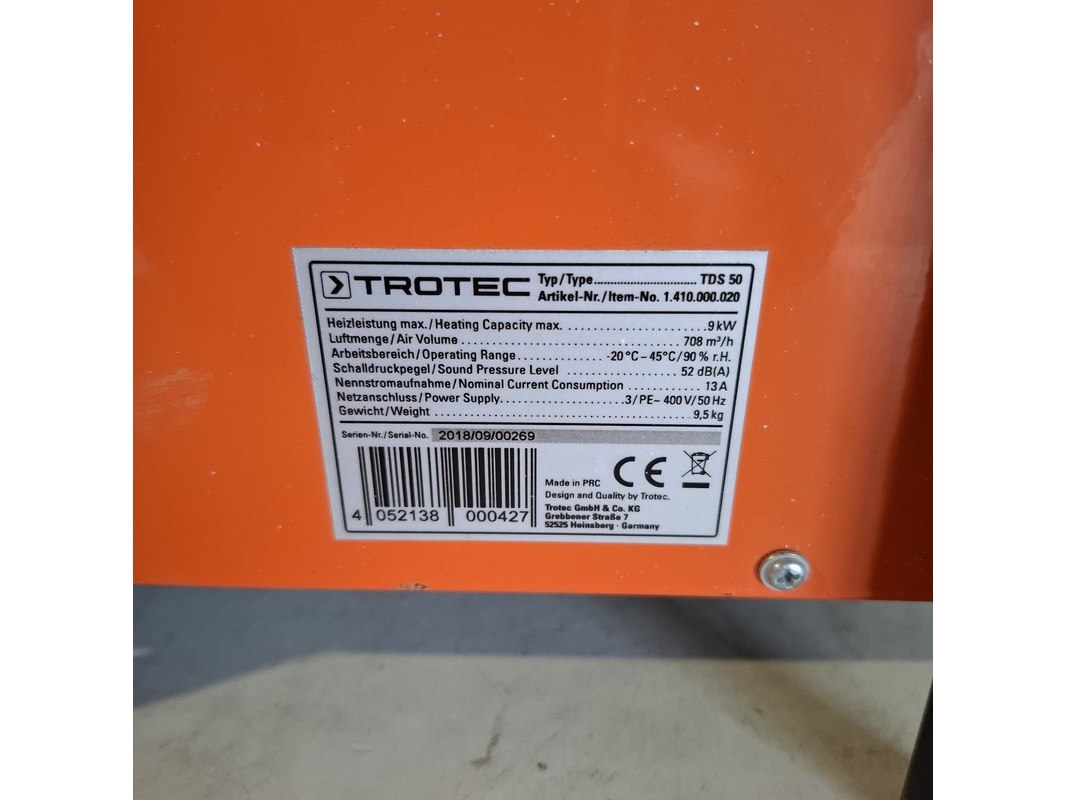 TROTEC
Typ/Type.............................. TDS 50
Artikel-Nr./Item-No. 1.410.000.020
Heizleistung max./Heating Capacity max. ......................9 kW
Luftmenge/Air Volume ..................................... 708 m³/h
Arbeitsbereich/Operating Range.............. -20°C – 45°C/90% r.H.
Schalldruckpegel/Sound Pressure Level .................. 52 dB(A)
Nennstromaufnahme/Nominal Current Consumption ............ 13 A
Netzanschluss/Power Supply...................3/PE~ 400 V/50 Hz
Gewicht/Weight ........................................ 9,5 kg
Serien-Nr./Serial-No. 2018/09/00269
4 052138 000427
CE
Made in PRC
Design and Quality by Trotec.
Trotec GmbH & Co. KG
Grebbener Straße 7
52525 Heinsberg - Germany